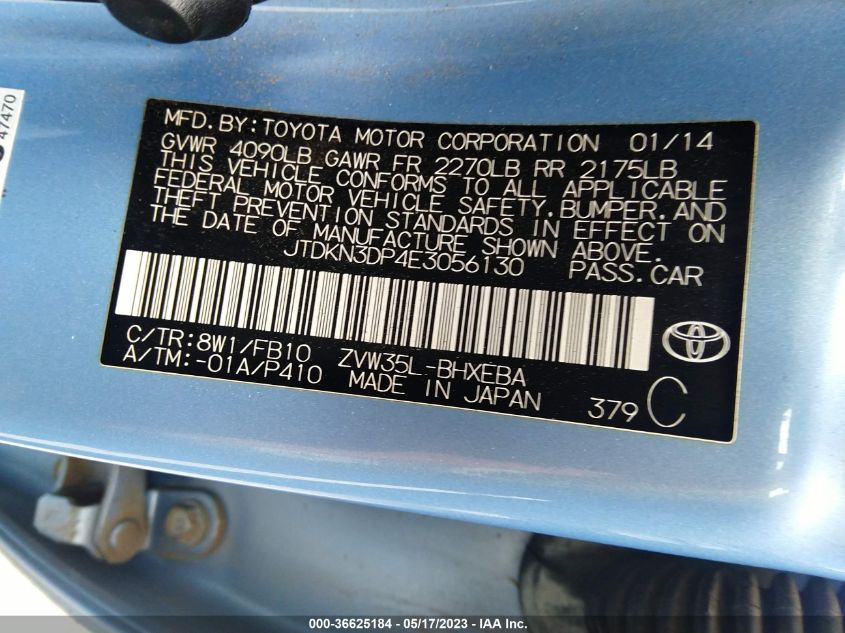 47470
MFD.BY:TOYOTA MOTOR CORPORATION 01/14
GVWR 4090LB GAWR FR 2270LB RR 2175LB
THIS VEHICLE CONFORMS TO ALL APPLICABLE
FEDERAL MOTOR VEHICLE SAFETY.BUMPER.AND
THEFT PREVENTION STANDARDS IN EFFECT ON
THE DATE OF MANUFACTURE SHOWN ABOVE.
JTDKN3DP4E3056130 PASS.CAR
C/TR:8W1/FB10 ZVW35L-BHXEBA
A/TM:-01A/P410 MADE IN JAPAN 379 C
000-36625184 - 05/17/2023 - IAA Inc.